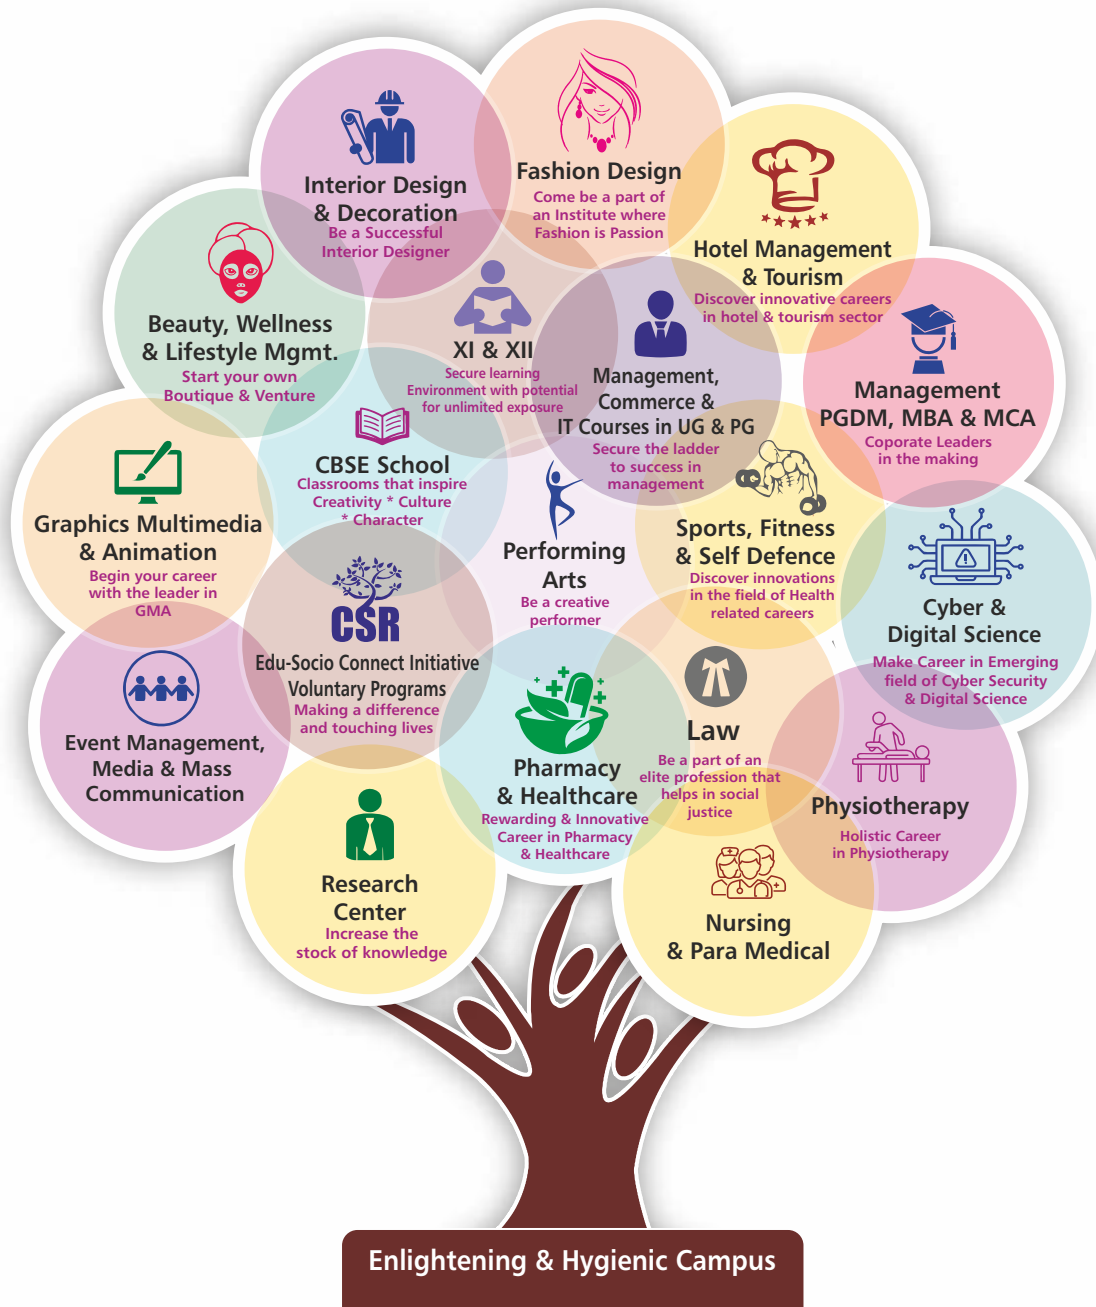 Fashion Design
Come be a part of
an Institute where
Fashion is Passion
Interior Design
& Decoration
Be a Successful
Interior Designer
Hotel Management
& Tourism
Discover innovative careers
in hotel & tourism sector
Beauty, Wellness
& Lifestyle Mgmt.
Start your own
Boutique & Venture
XI & XII
Secure learning
Environment with potential
for unlimited exposure
Management,
Commerce &
IT Courses in UG & PG
Secure the ladder
to success in
management
Management
PGDM, MBA & MCA
Coporate Leaders
in the making
CBSE School
Classrooms that inspire
Creativity * Culture
* Character
Graphics Multimedia
& Animation
Begin your career
with the leader in
GMA
Performing
Arts
Be a creative
performer
Sports, Fitness
& Self Defence
Discover innovations
in the field of Health
related careers
Cyber &
Digital Science
Make Career in Emerging
field of Cyber Security
& Digital Science
CSR
Edu-Socio Connect Initiative
Voluntary Programs
Making a difference
and touching lives
Event Management,
Media & Mass
Communication
Pharmacy
& Healthcare
Rewarding & Innovative
Career in Pharmacy
& Healthcare
Law
Be a part of an
elite profession that
helps in social
justice
Physiotherapy
Holistic Career
in Physiotherapy
Research
Center
Increase the
stock of knowledge
Nursing
& Para Medical
Enlightening & Hygienic Campus